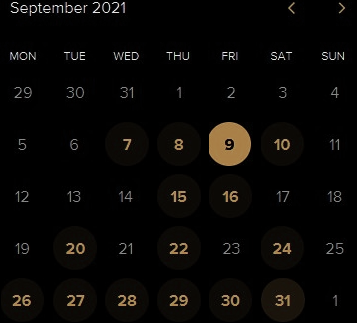 September 2021
MON TUE WED THU FRI SAT SUN
29 30 31 1 2 3 4
5 6 7 8 9 10 11
12 13 14 15 16 17 18
19 20 21 22 23 24 25
26 27 28 29 30 31 1